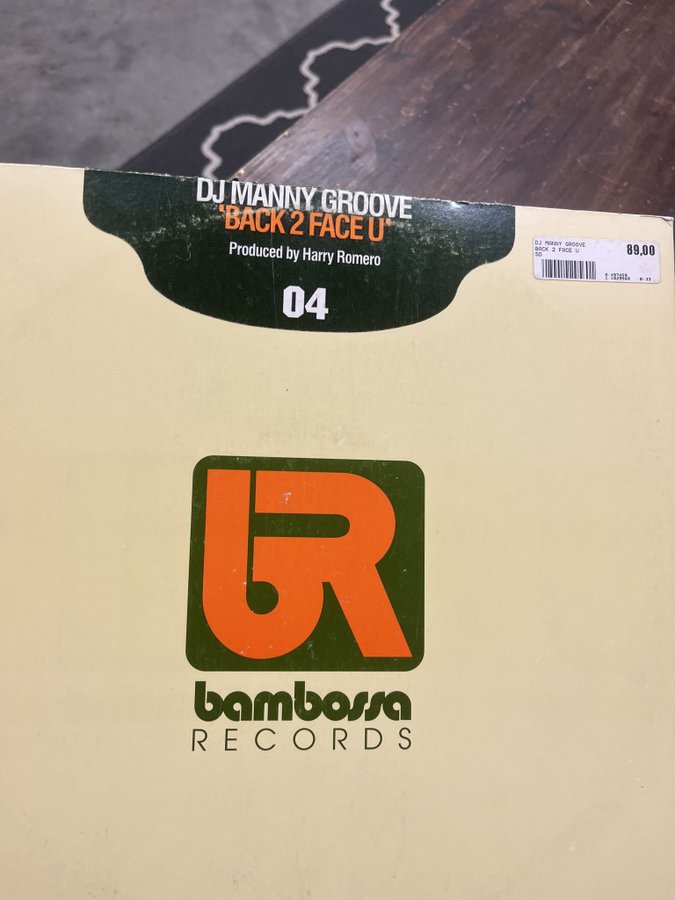 DJ MANNY GROOVE
'BACK 2 FACE U'
Produced by Harry Romero
04
DJ MANNY GROOVE
BACK 2 FACE U
SD
89,00
bambossa
RECORDS